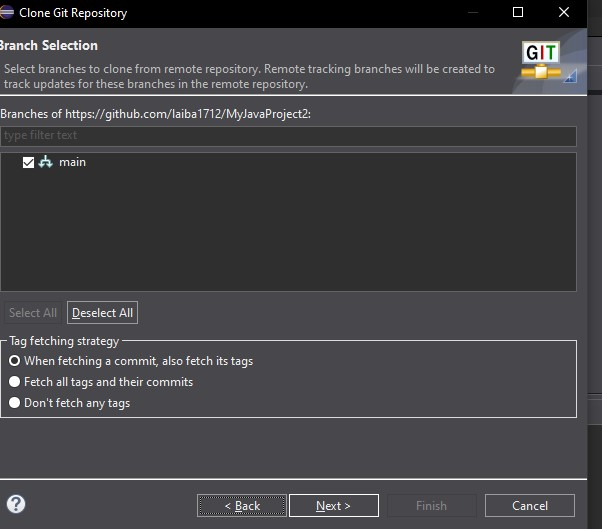 Clone Git Repository
Branch Selection
Select branches to clone from remote repository. Remote tracking branches will be created to
track updates for these branches in the remote repository.
GIT
Branches of https://github.com/laiba1712/MyJavaProject2:
type filter text
main
Select All
Deselect All
Tag fetching strategy
When fetching a commit, also fetch its tags
Fetch all tags and their commits
Don't fetch any tags
?
< Back
Next >
Finish
Cancel